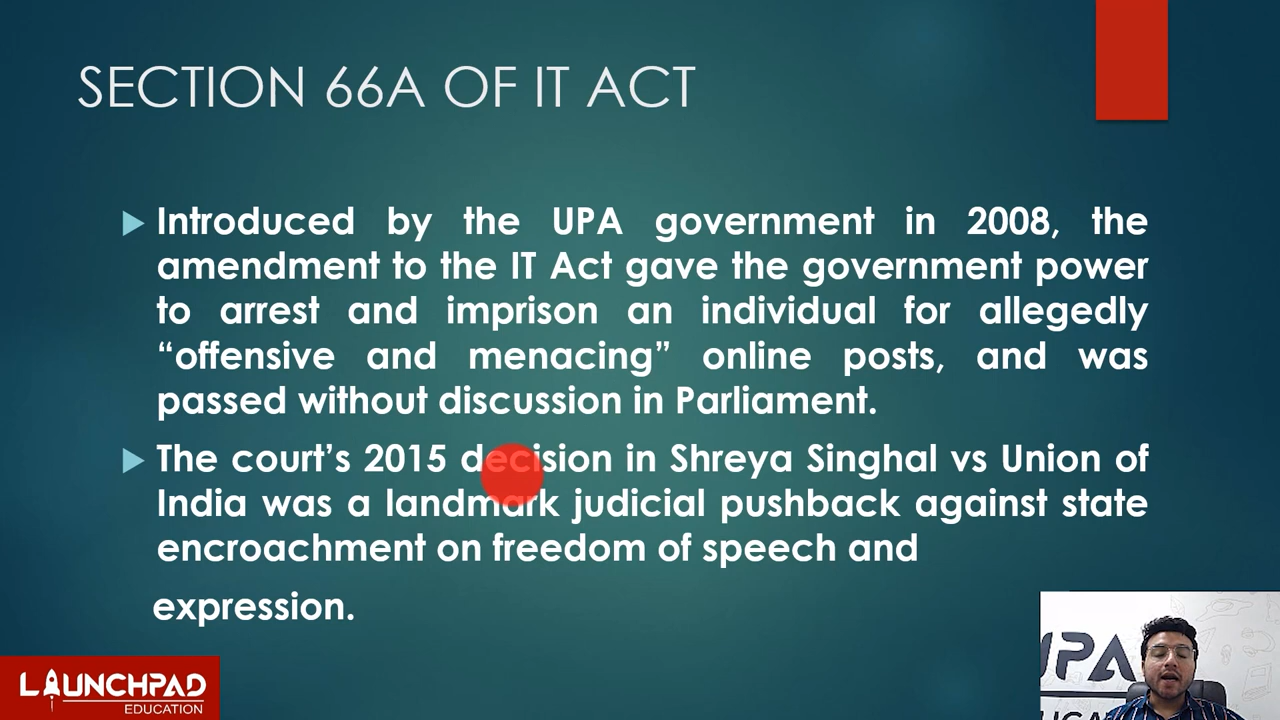 SECTION 66A OF IT ACT
Introduced by the UPA government in 2008, the
amendment to the IT Act gave the government power
to arrest and imprison an individual for allegedly
“offensive and menacing” online posts, and was
passed without discussion in Parliament.
The court’s 2015 decision in Shreya Singhal vs Union of
India was a landmark judicial pushback against state
encroachment on freedom of speech and
expression.
LAUNCHPAD
EDUCATION